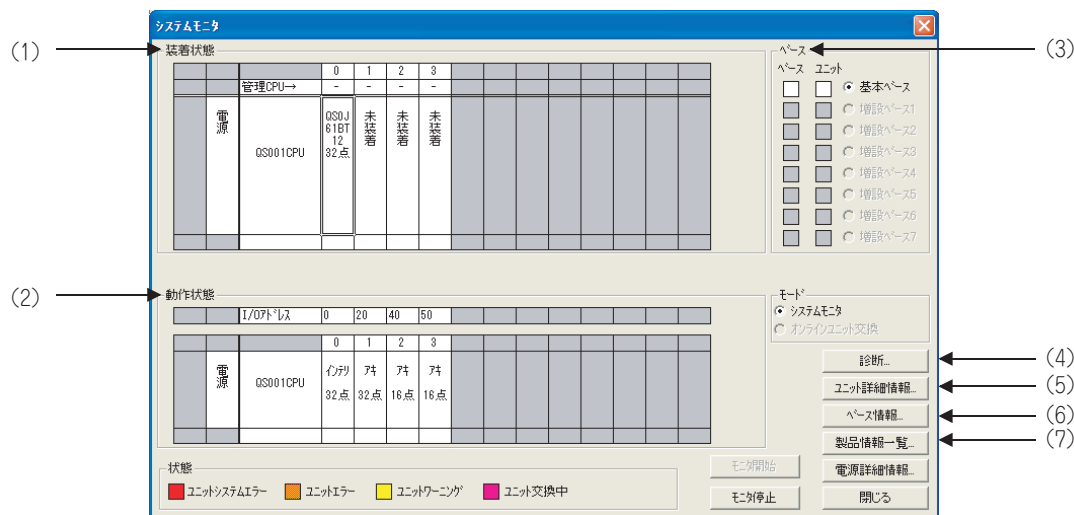 システムモニタ
(1)
装着状態
0 1 2 3
管理CPU→ - - - -
電源
QS001CPU
QS0J
61BT
12
32点
未装着
未装着
未装着
(3)
ベース
ベース ユニット
基本ベース
増設ベース1
増設ベース2
増設ベース3
増設ベース4
増設ベース5
増設ベース6
増設ベース7
(2)
動作状態
I/Oアドレス 0 20 40 50
0 1 2 3
電源
QS001CPU
インテリ アキ アキ アキ
32点 32点 16点 16点
モード
システムモニタ
オンラインユニット交換
診断...
(4)
ユニット詳細情報...
(5)
ベース情報...
(6)
製品情報一覧...
(7)
電源詳細情報...
閉じる
モニタ開始
モニタ停止
状態
ユニットシステムエラー ユニットエラー ユニットワーニング ユニット交換中